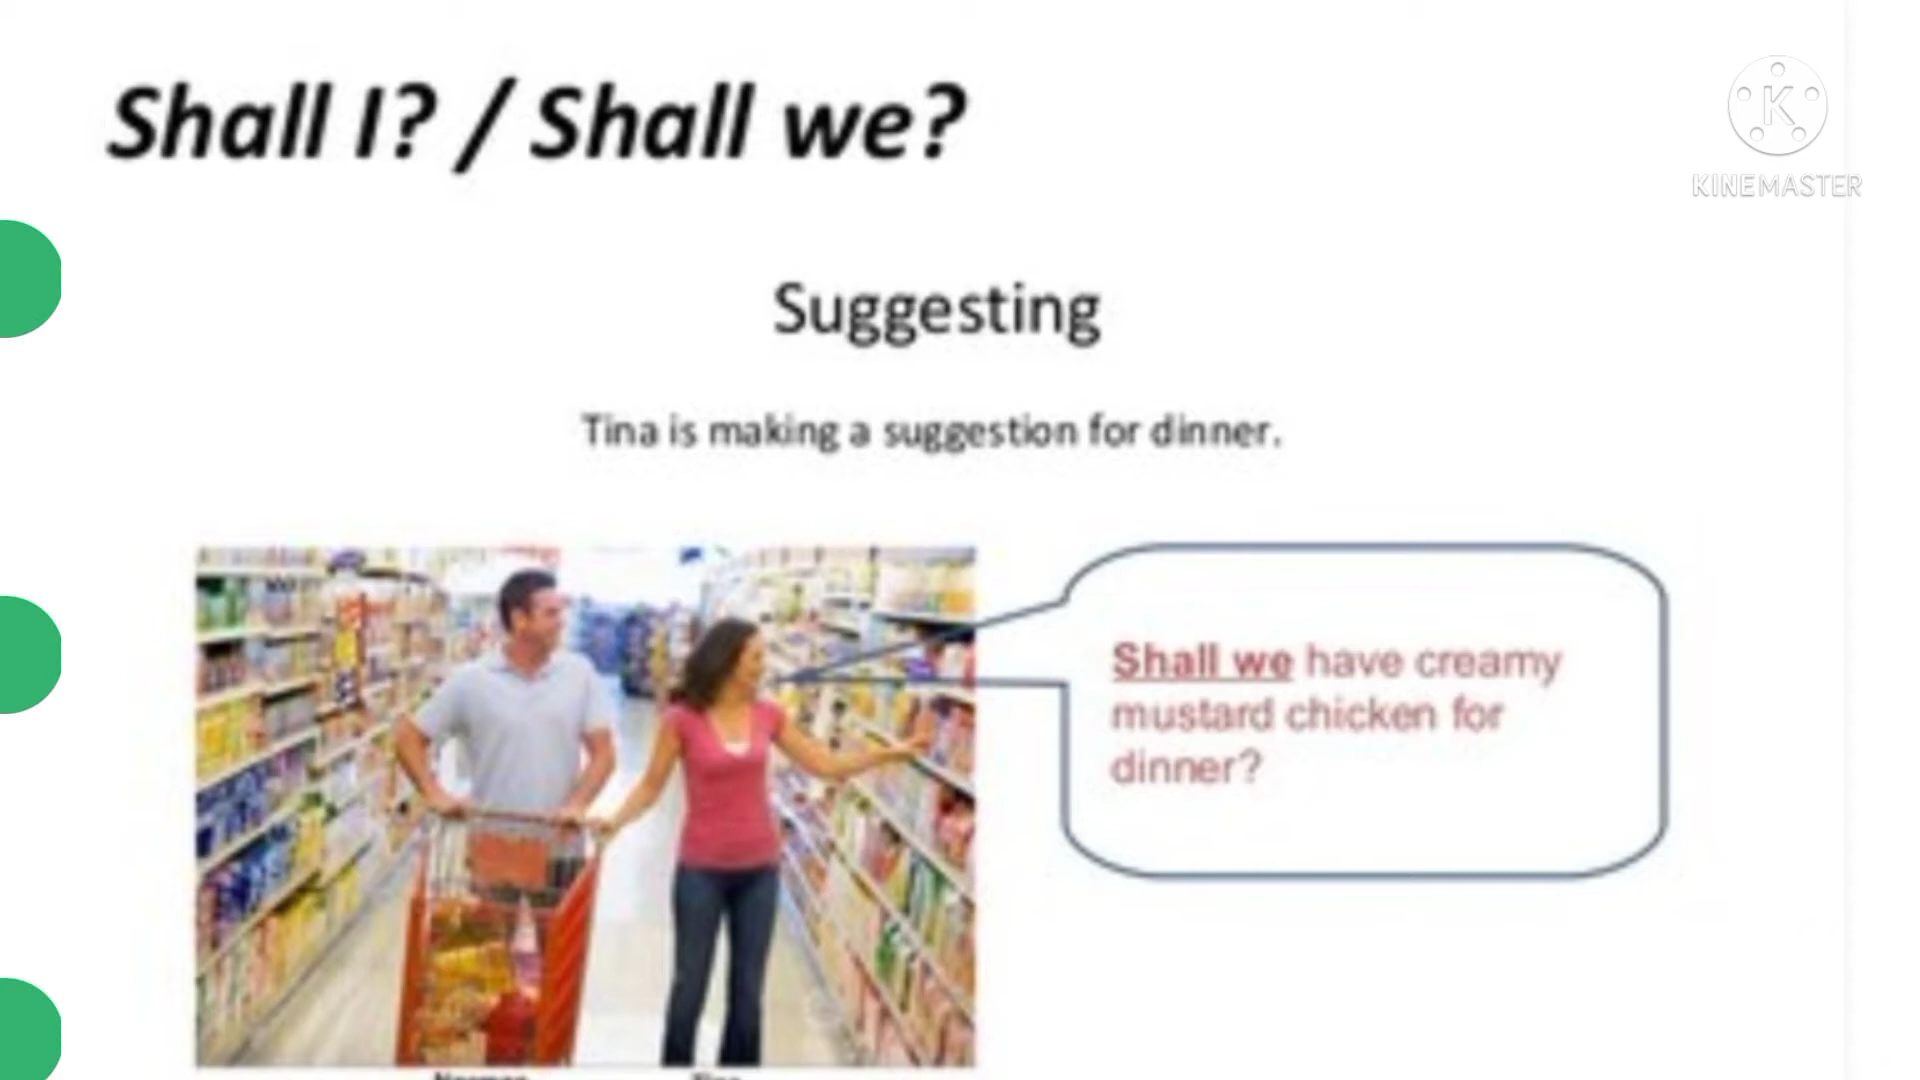 Shall I? / Shall we?
K
KINEMASTER
Suggesting
Tina is making a suggestion for dinner.
Shall we have creamy
mustard chicken for
dinner?